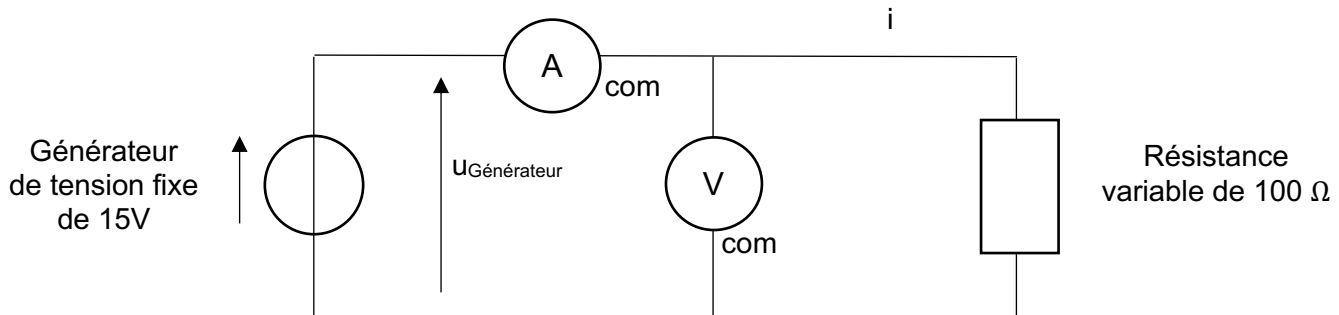 i
A
com
Générateur
de tension fixe
de 15V
uGénérateur
V
com
Résistance
variable de 100 Ω